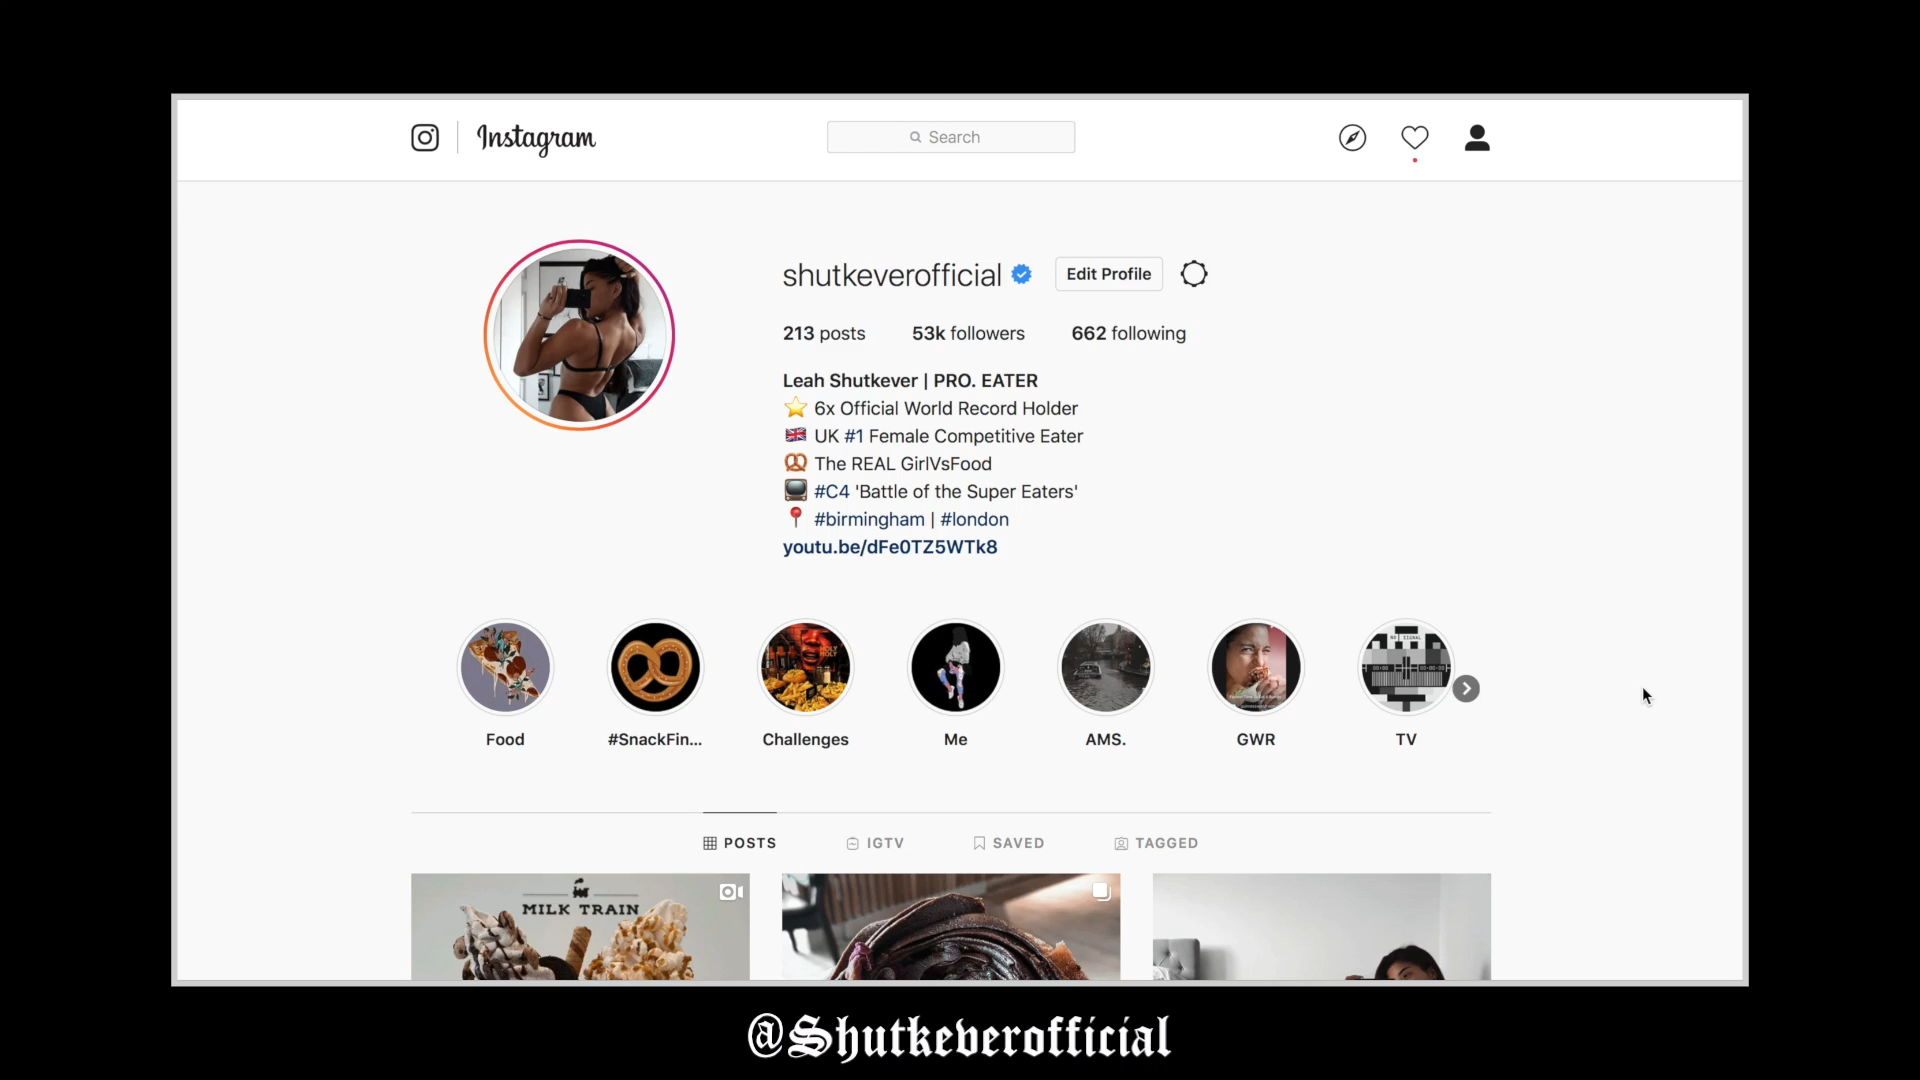 Instagram
Search
shutkeverofficial Edit Profile
213 posts 53k followers 662 following
Leah Shutkever | PRO. EATER
⭐ 6x Official World Record Holder
🇬🇧 UK #1 Female Competitive Eater
🥨 The REAL GirlVsFood
📺 #C4 'Battle of the Super Eaters'
📍 #birmingham | #london
youtu.be/dFe0TZ5WTk8
NO SIGNAL
Food #SnackFin... Challenges Me AMS. GWR TV
POSTS IGTV SAVED TAGGED
MILK TRAIN
@Shutkeverofficial